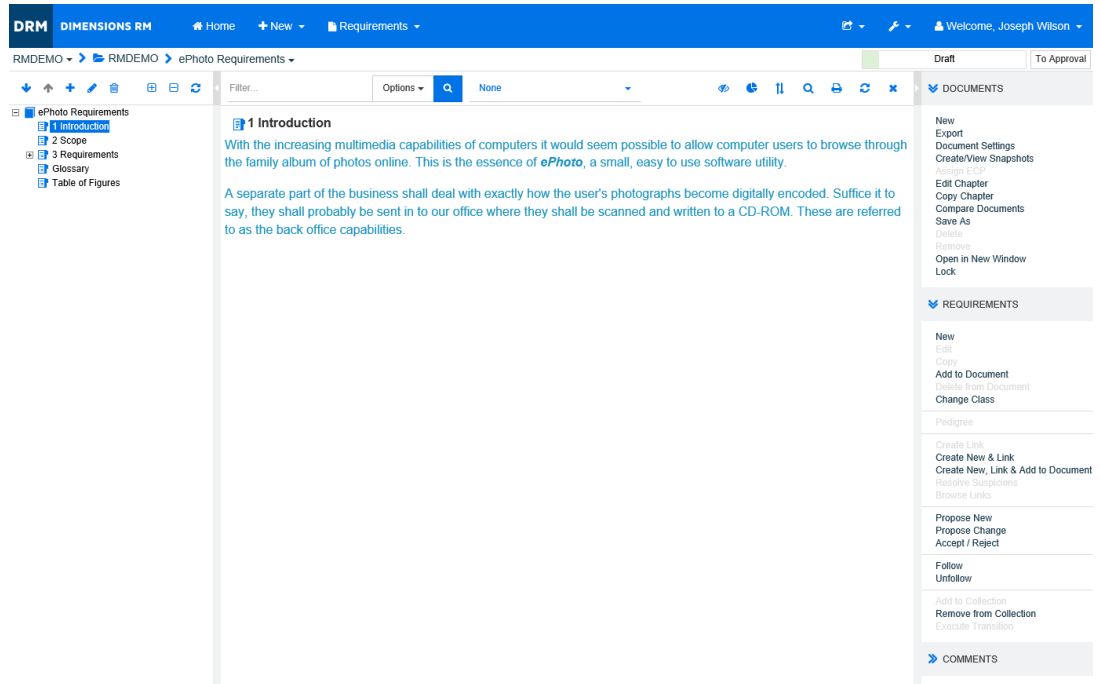 DRM DIMENSIONS RM Home New Requirements Welcome, Joseph Wilson
RMDEMO RMDEMO ePhoto Requirements Draft To Approval
Filter... Options None
ePhoto Requirements
1 Introduction
2 Scope
3 Requirements
Glossary
Table of Figures
1 Introduction
With the increasing multimedia capabilities of computers it would seem possible to allow computer users to browse through
the family album of photos online. This is the essence of ePhoto, a small, easy to use software utility.
A separate part of the business shall deal with exactly how the user's photographs become digitally encoded. Suffice it to
say, they shall probably be sent in to our office where they shall be scanned and written to a CD-ROM. These are referred
to as the back office capabilities.
DOCUMENTS
New
Export
Document Settings
Create/View Snapshots
Assign ECP
Edit Chapter
Copy Chapter
Compare Documents
Save As
Delete
Remove
Open in New Window
Lock
REQUIREMENTS
New
Edit
Copy
Add to Document
Delete from Document
Change Class
Pedigree
Create Link
Create New & Link
Create New, Link & Add to Document
Resolve Suspicions
Browse Links
Propose New
Propose Change
Accept / Reject
Follow
Unfollow
Add to Collection
Remove from Collection
Execute Transition
COMMENTS